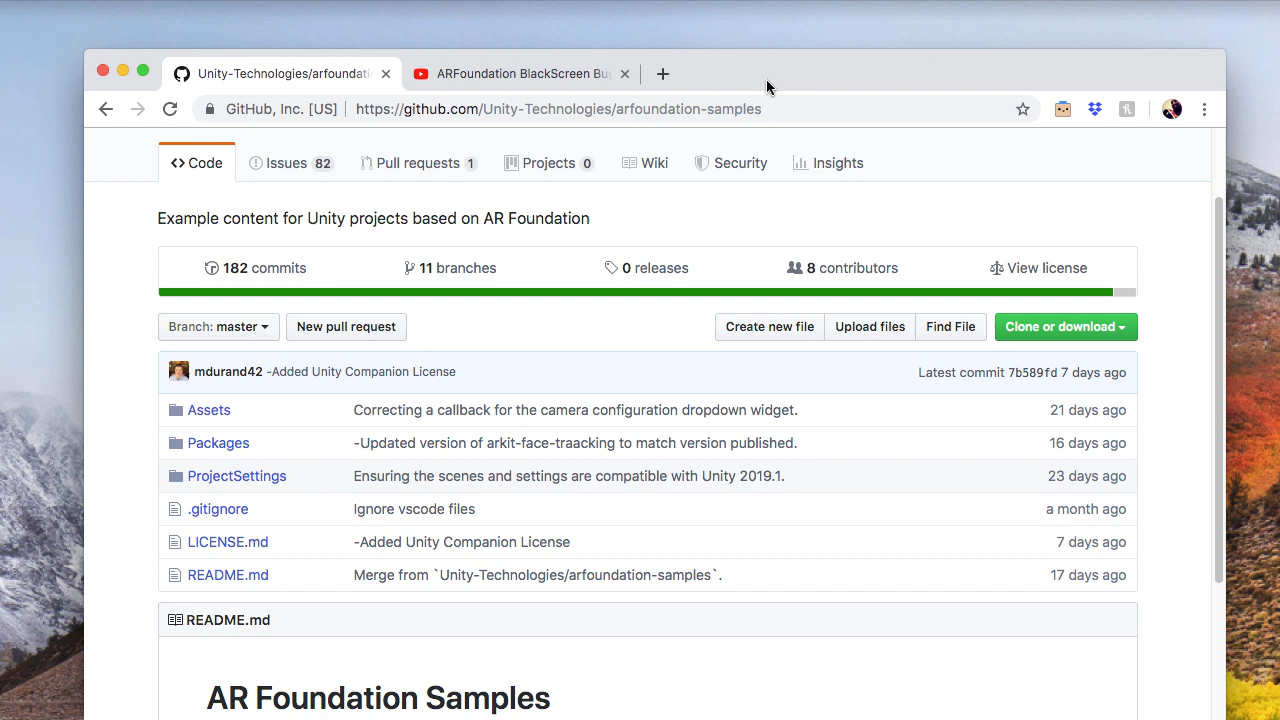 Unity-Technologies/arfoundati
ARFoundation BlackScreen Bug
GitHub, Inc. [US] https://github.com/Unity-Technologies/arfoundation-samples
Code Issues 82 Pull requests 1 Projects 0 Wiki Security Insights
Example content for Unity projects based on AR Foundation
182 commits 11 branches 0 releases 8 contributors View license
Branch: master New pull request Create new file Upload files Find File Clone or download
mdurand42 -Added Unity Companion License Latest commit 7b589fd 7 days ago
Assets Correcting a callback for the camera configuration dropdown widget. 21 days ago
Packages -Updated version of arkit-face-traacking to match version published. 16 days ago
ProjectSettings Ensuring the scenes and settings are compatible with Unity 2019.1. 23 days ago
.gitignore Ignore vscode files a month ago
LICENSE.md -Added Unity Companion License 7 days ago
README.md Merge from `Unity-Technologies/arfoundation-samples`. 17 days ago
README.md
AR Foundation Samples